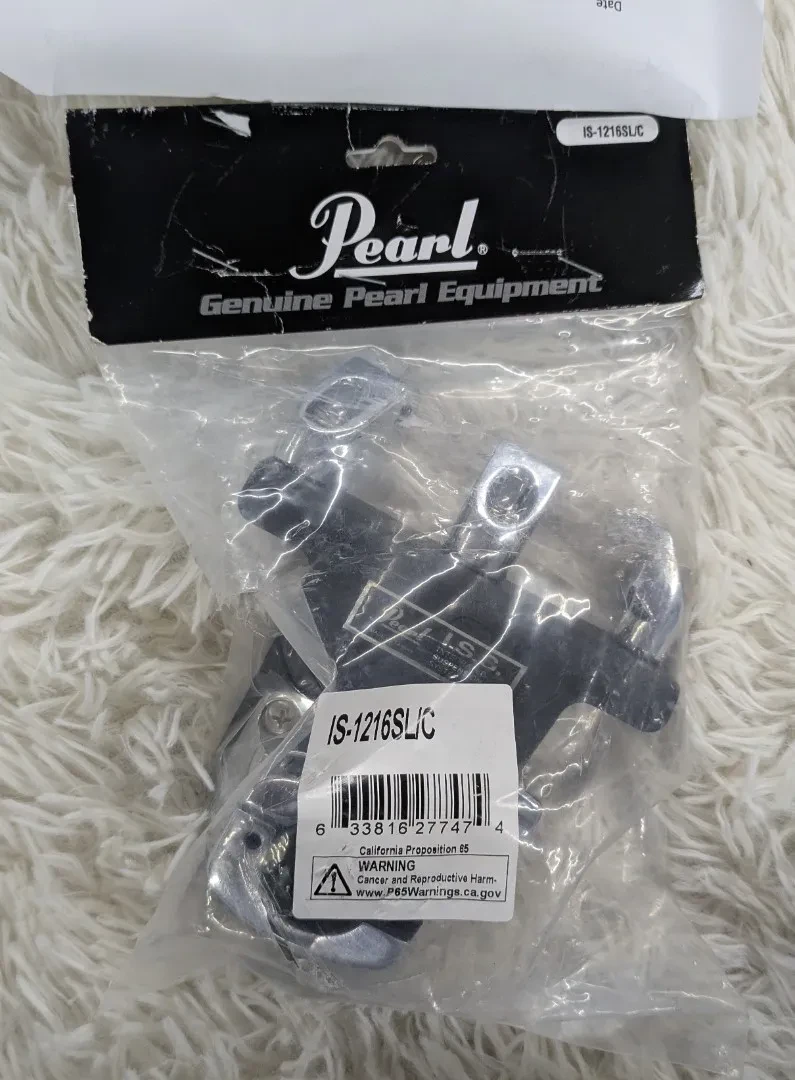 Date
IS-1216SL/C
Pearl®
Genuine Pearl Equipment
Pearl I.S.S.
IS-1216SL/C
6 33816 27747 4
California Proposition 65
WARNING
Cancer and Reproductive Harm-
www.P65Warnings.ca.gov